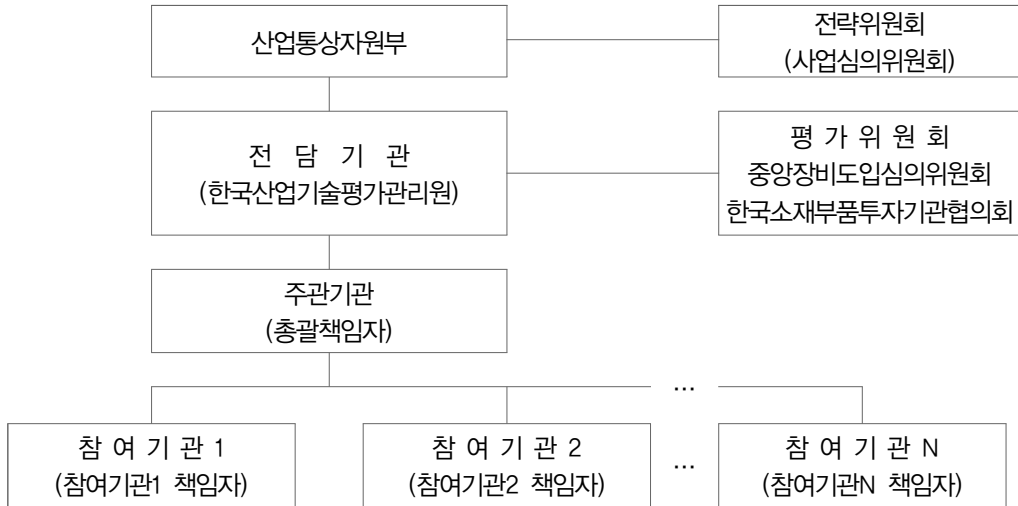 산업통상자원부
전략위원회
(사업심의위원회)
전 담 기 관
(한국산업기술평가관리원)
평 가 위 원 회
중앙장비도입심의위원회
한국소재부품투자기관협의회
주관기관
(총괄책임자)
...
참 여 기 관 1
(참여기관1 책임자)
참 여 기 관 2
(참여기관2 책임자)
...
참 여 기 관 N
(참여기관N 책임자)